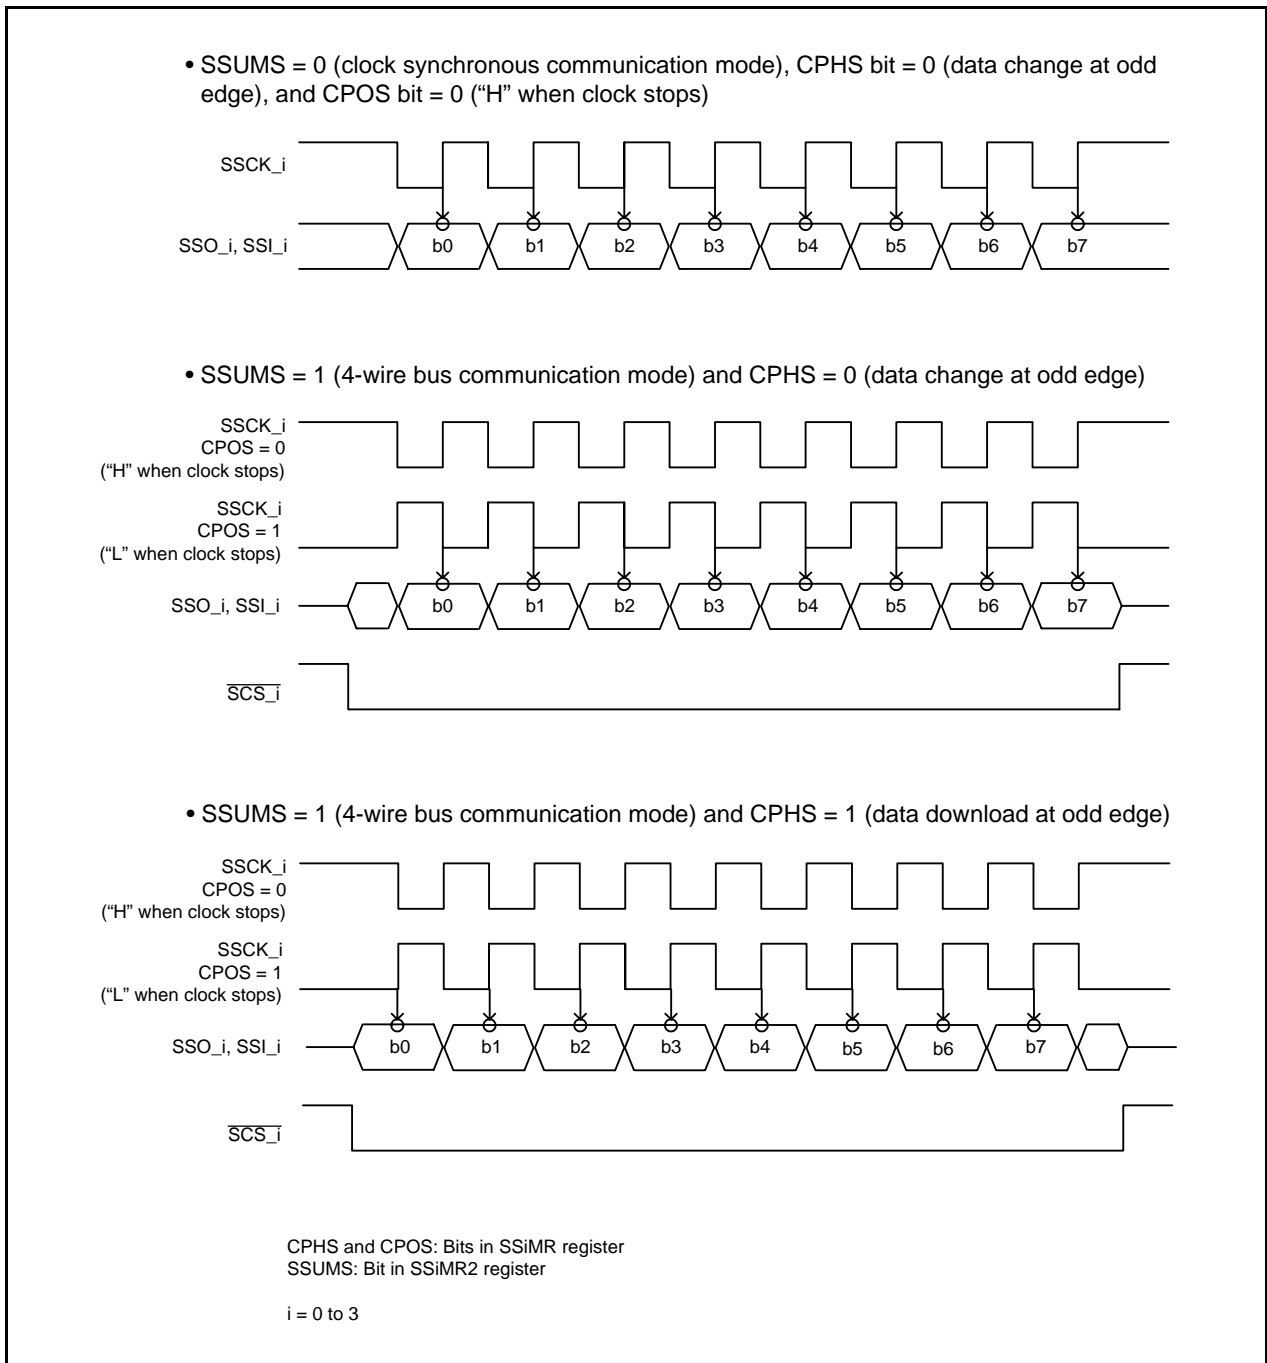 • SSUMS = 0 (clock synchronous communication mode), CPHS bit = 0 (data change at odd
edge), and CPOS bit = 0 (“H” when clock stops)
SSCK_i
SSO_i, SSI_i
b0 b1 b2 b3 b4 b5 b6 b7
• SSUMS = 1 (4-wire bus communication mode) and CPHS = 0 (data change at odd edge)
SSCK_i
CPOS = 0
(“H” when clock stops)
SSCK_i
CPOS = 1
(“L” when clock stops)
SSO_i, SSI_i
b0 b1 b2 b3 b4 b5 b6 b7
SCS_i
• SSUMS = 1 (4-wire bus communication mode) and CPHS = 1 (data download at odd edge)
SSCK_i
CPOS = 0
(“H” when clock stops)
SSCK_i
CPOS = 1
(“L” when clock stops)
SSO_i, SSI_i
b0 b1 b2 b3 b4 b5 b6 b7
SCS_i
CPHS and CPOS: Bits in SSiMR register
SSUMS: Bit in SSiMR2 register
i = 0 to 3